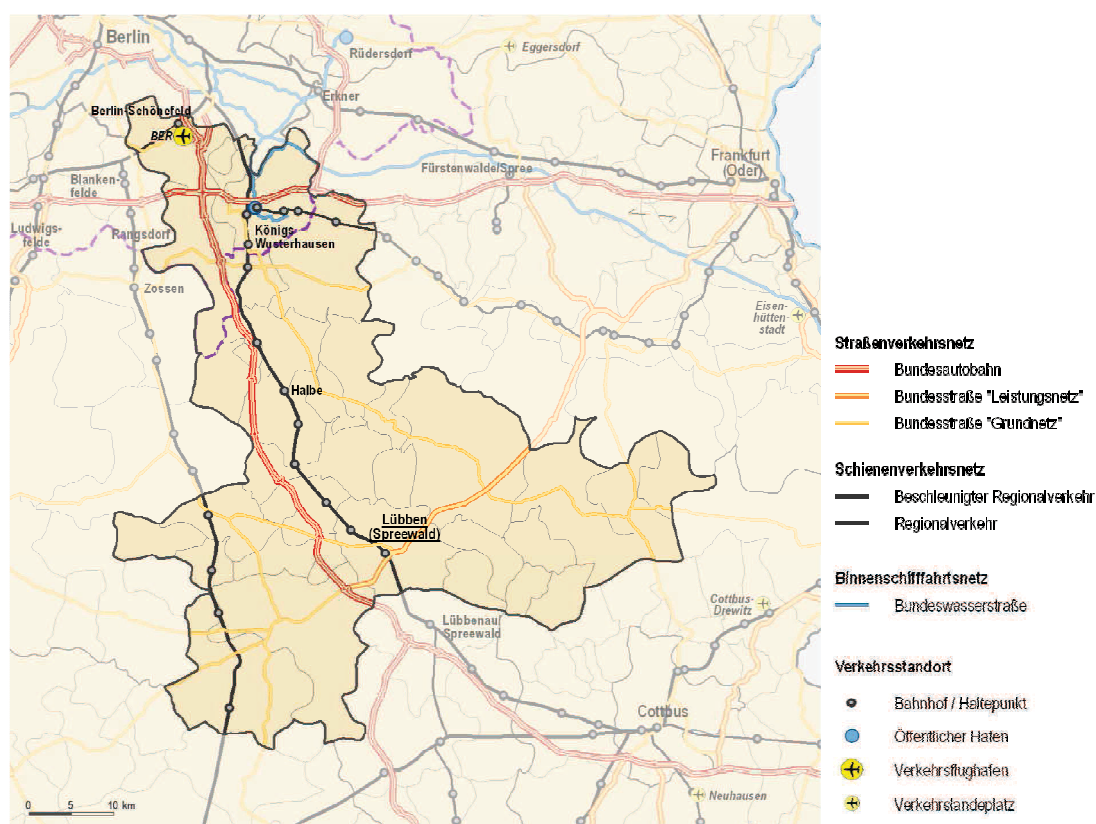 Berlin
Rüdersdorf
Eggersdorf
Erkner
Berlin-Schönefeld
BER
Frankfurt
(Oder)
Fürstenwalde/Spree
Blanken-
felde
Ludwigs-
felde
Rangsdorf
Königs
Wusterhausen
Zossen
Eisen-
hütten-
stadt
Halbe
Lübben
(Spreewald)
Cottbus-
Drewitz
Lübbenau/
Spreewald
Cottbus
Neuhausen
0 5 10 km
Straßenverkehrsnetz
Bundesautobahn
Bundesstraße "Leistungsnetz"
Bundesstraße "Grundnetz"
Schienenverkehrsnetz
Beschleunigter Regionalverkehr
Regionalverkehr
Binnenschifffahrtsnetz
Bundeswasserstraße
Verkehrsstandort
Bahnhof / Haltepunkt
Öffentlicher Hafen
Verkehrsflughafen
Verkehrslandeplatz